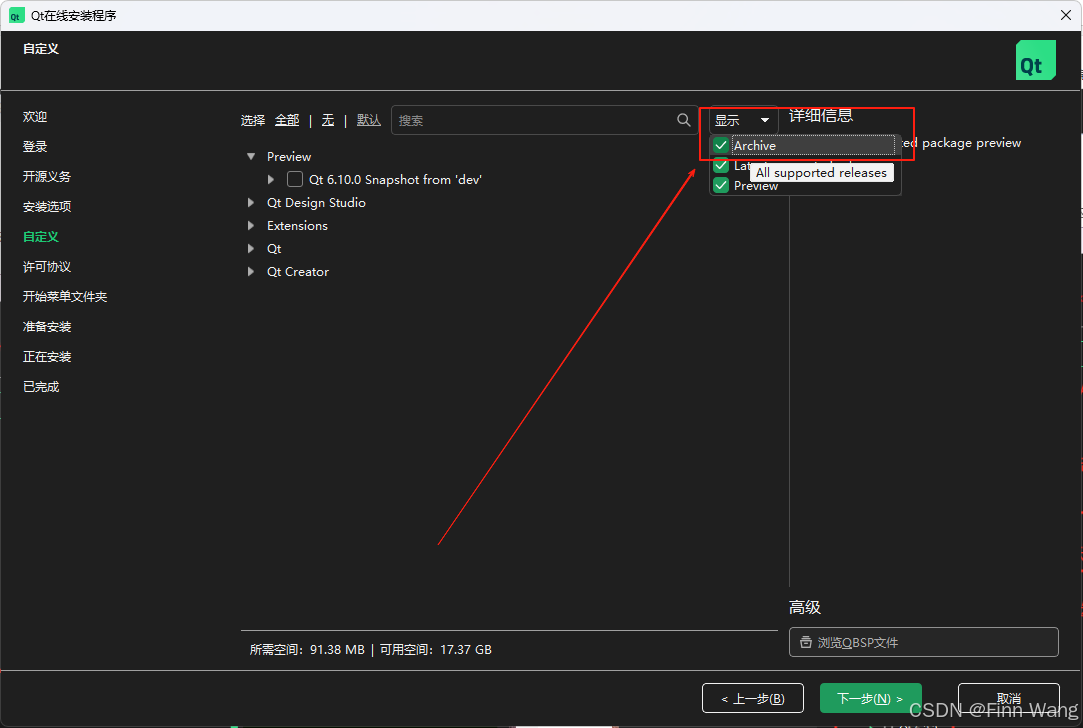 Qt Qt在线安装程序
自定义
Qt
欢迎
登录
开源义务
安装选项
自定义
许可协议
开始菜单文件夹
准备安装
正在安装
已完成
选择 全部 | 无 | 默认 搜索
Preview
Qt 6.10.0 Snapshot from 'dev'
Qt Design Studio
Extensions
Qt
Qt Creator
显示
Archive
All supported releases
Preview
详细信息
package preview
高级
浏览QBSP文件
所需空间: 91.38 MB | 可用空间: 17.37 GB
< 上一步(B) 下一步(N) > 取消
CSDN @Finn Wang